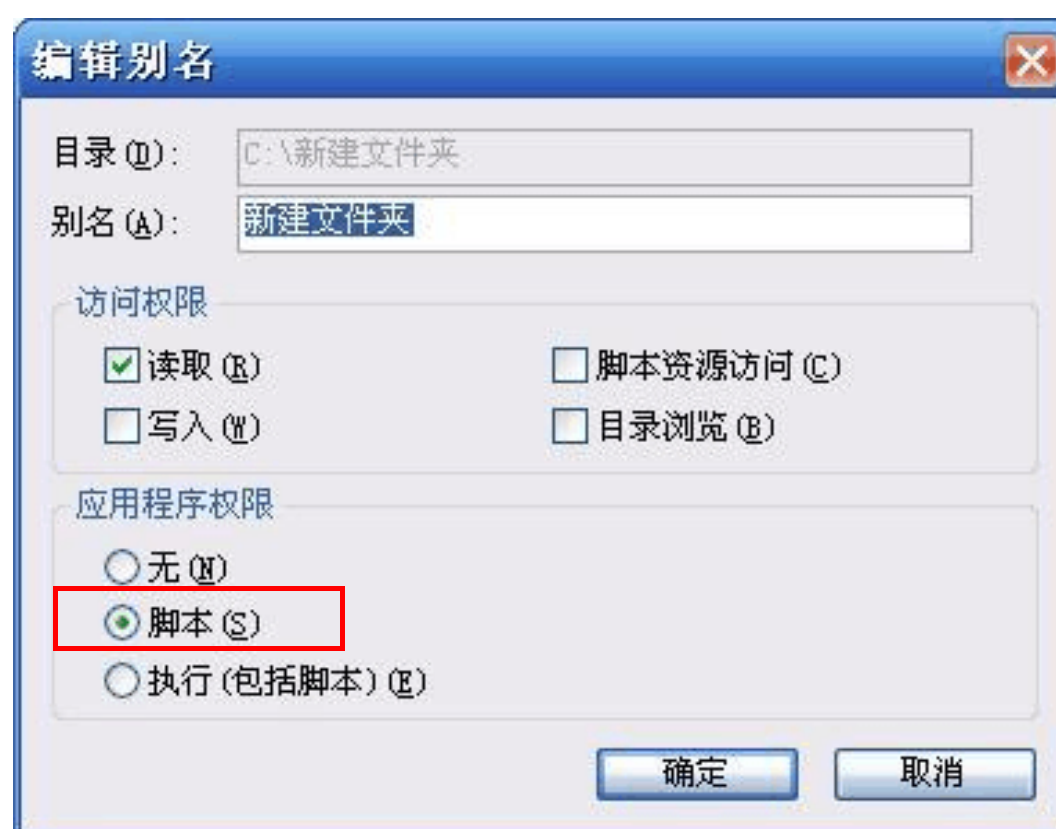 编辑别名
目录(D): C:\新建文件夹
别名(A): 新建文件夹
访问权限
读取(R) 脚本资源访问(C)
写入(W) 目录浏览(B)
应用程序权限
无(N)
脚本(S)
执行(包括脚本)(E)
确定 取消